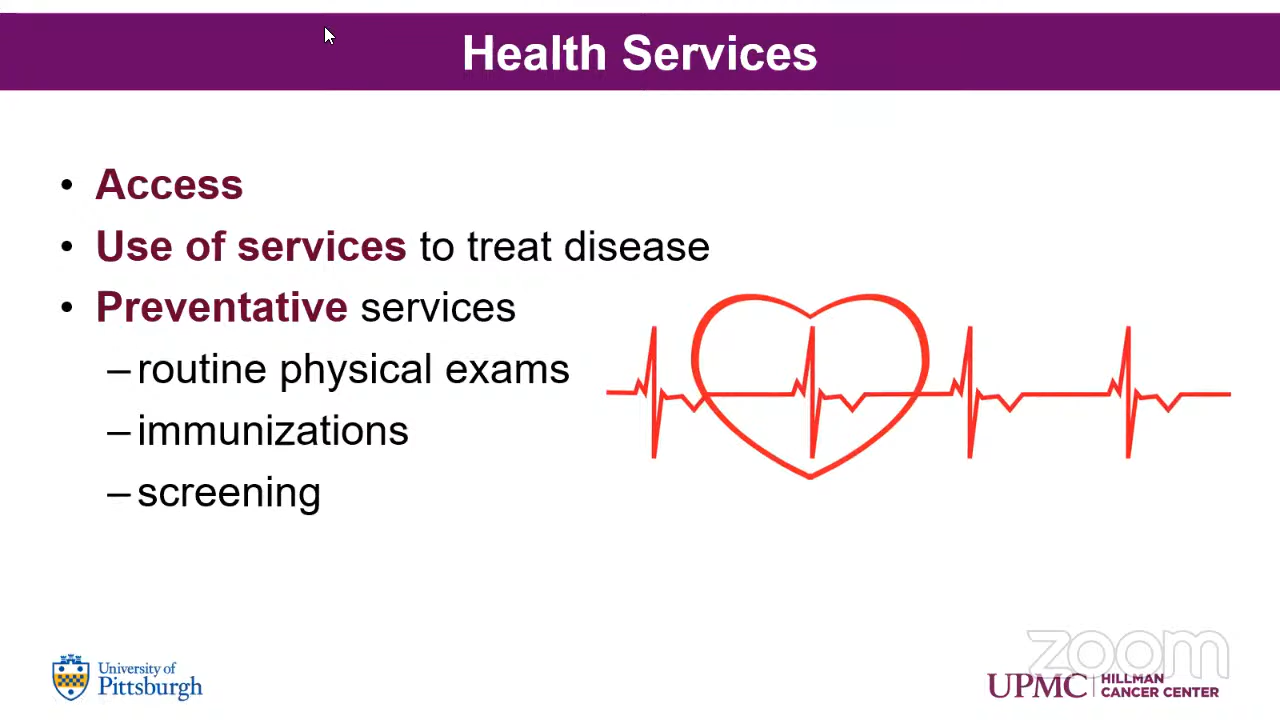 Health Services
• Access
• Use of services to treat disease
• Preventative services
– routine physical exams
– immunizations
– screening
University of
Pittsburgh
zoom
UPMC
HILLMAN
CANCER CENTER